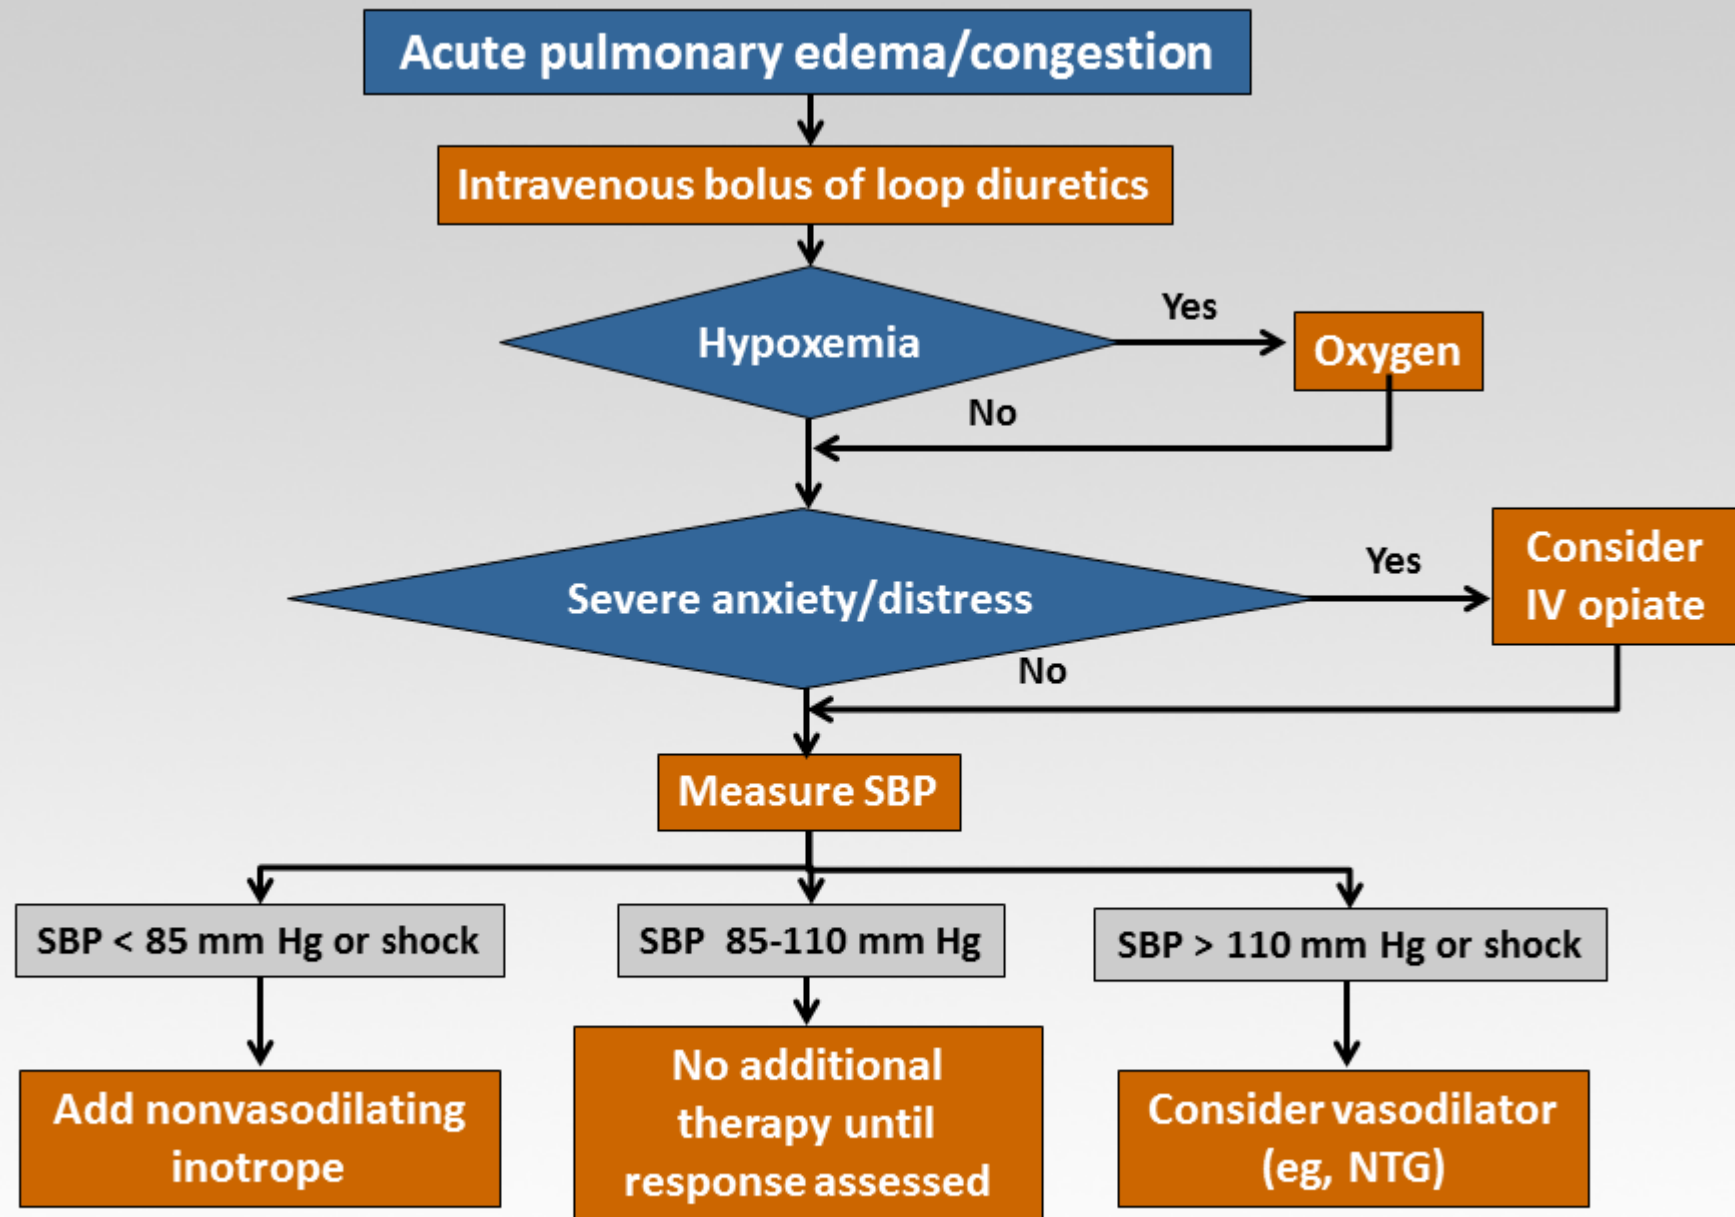 Acute pulmonary edema/congestion
Intravenous bolus of loop diuretics
Hypoxemia
Yes
Oxygen
No
Severe anxiety/distress
Yes
Consider
IV opiate
No
Measure SBP
SBP < 85 mm Hg or shock
SBP 85-110 mm Hg
SBP > 110 mm Hg or shock
Add nonvasodilating
inotrope
No additional
therapy until
response assessed
Consider vasodilator
(eg, NTG)